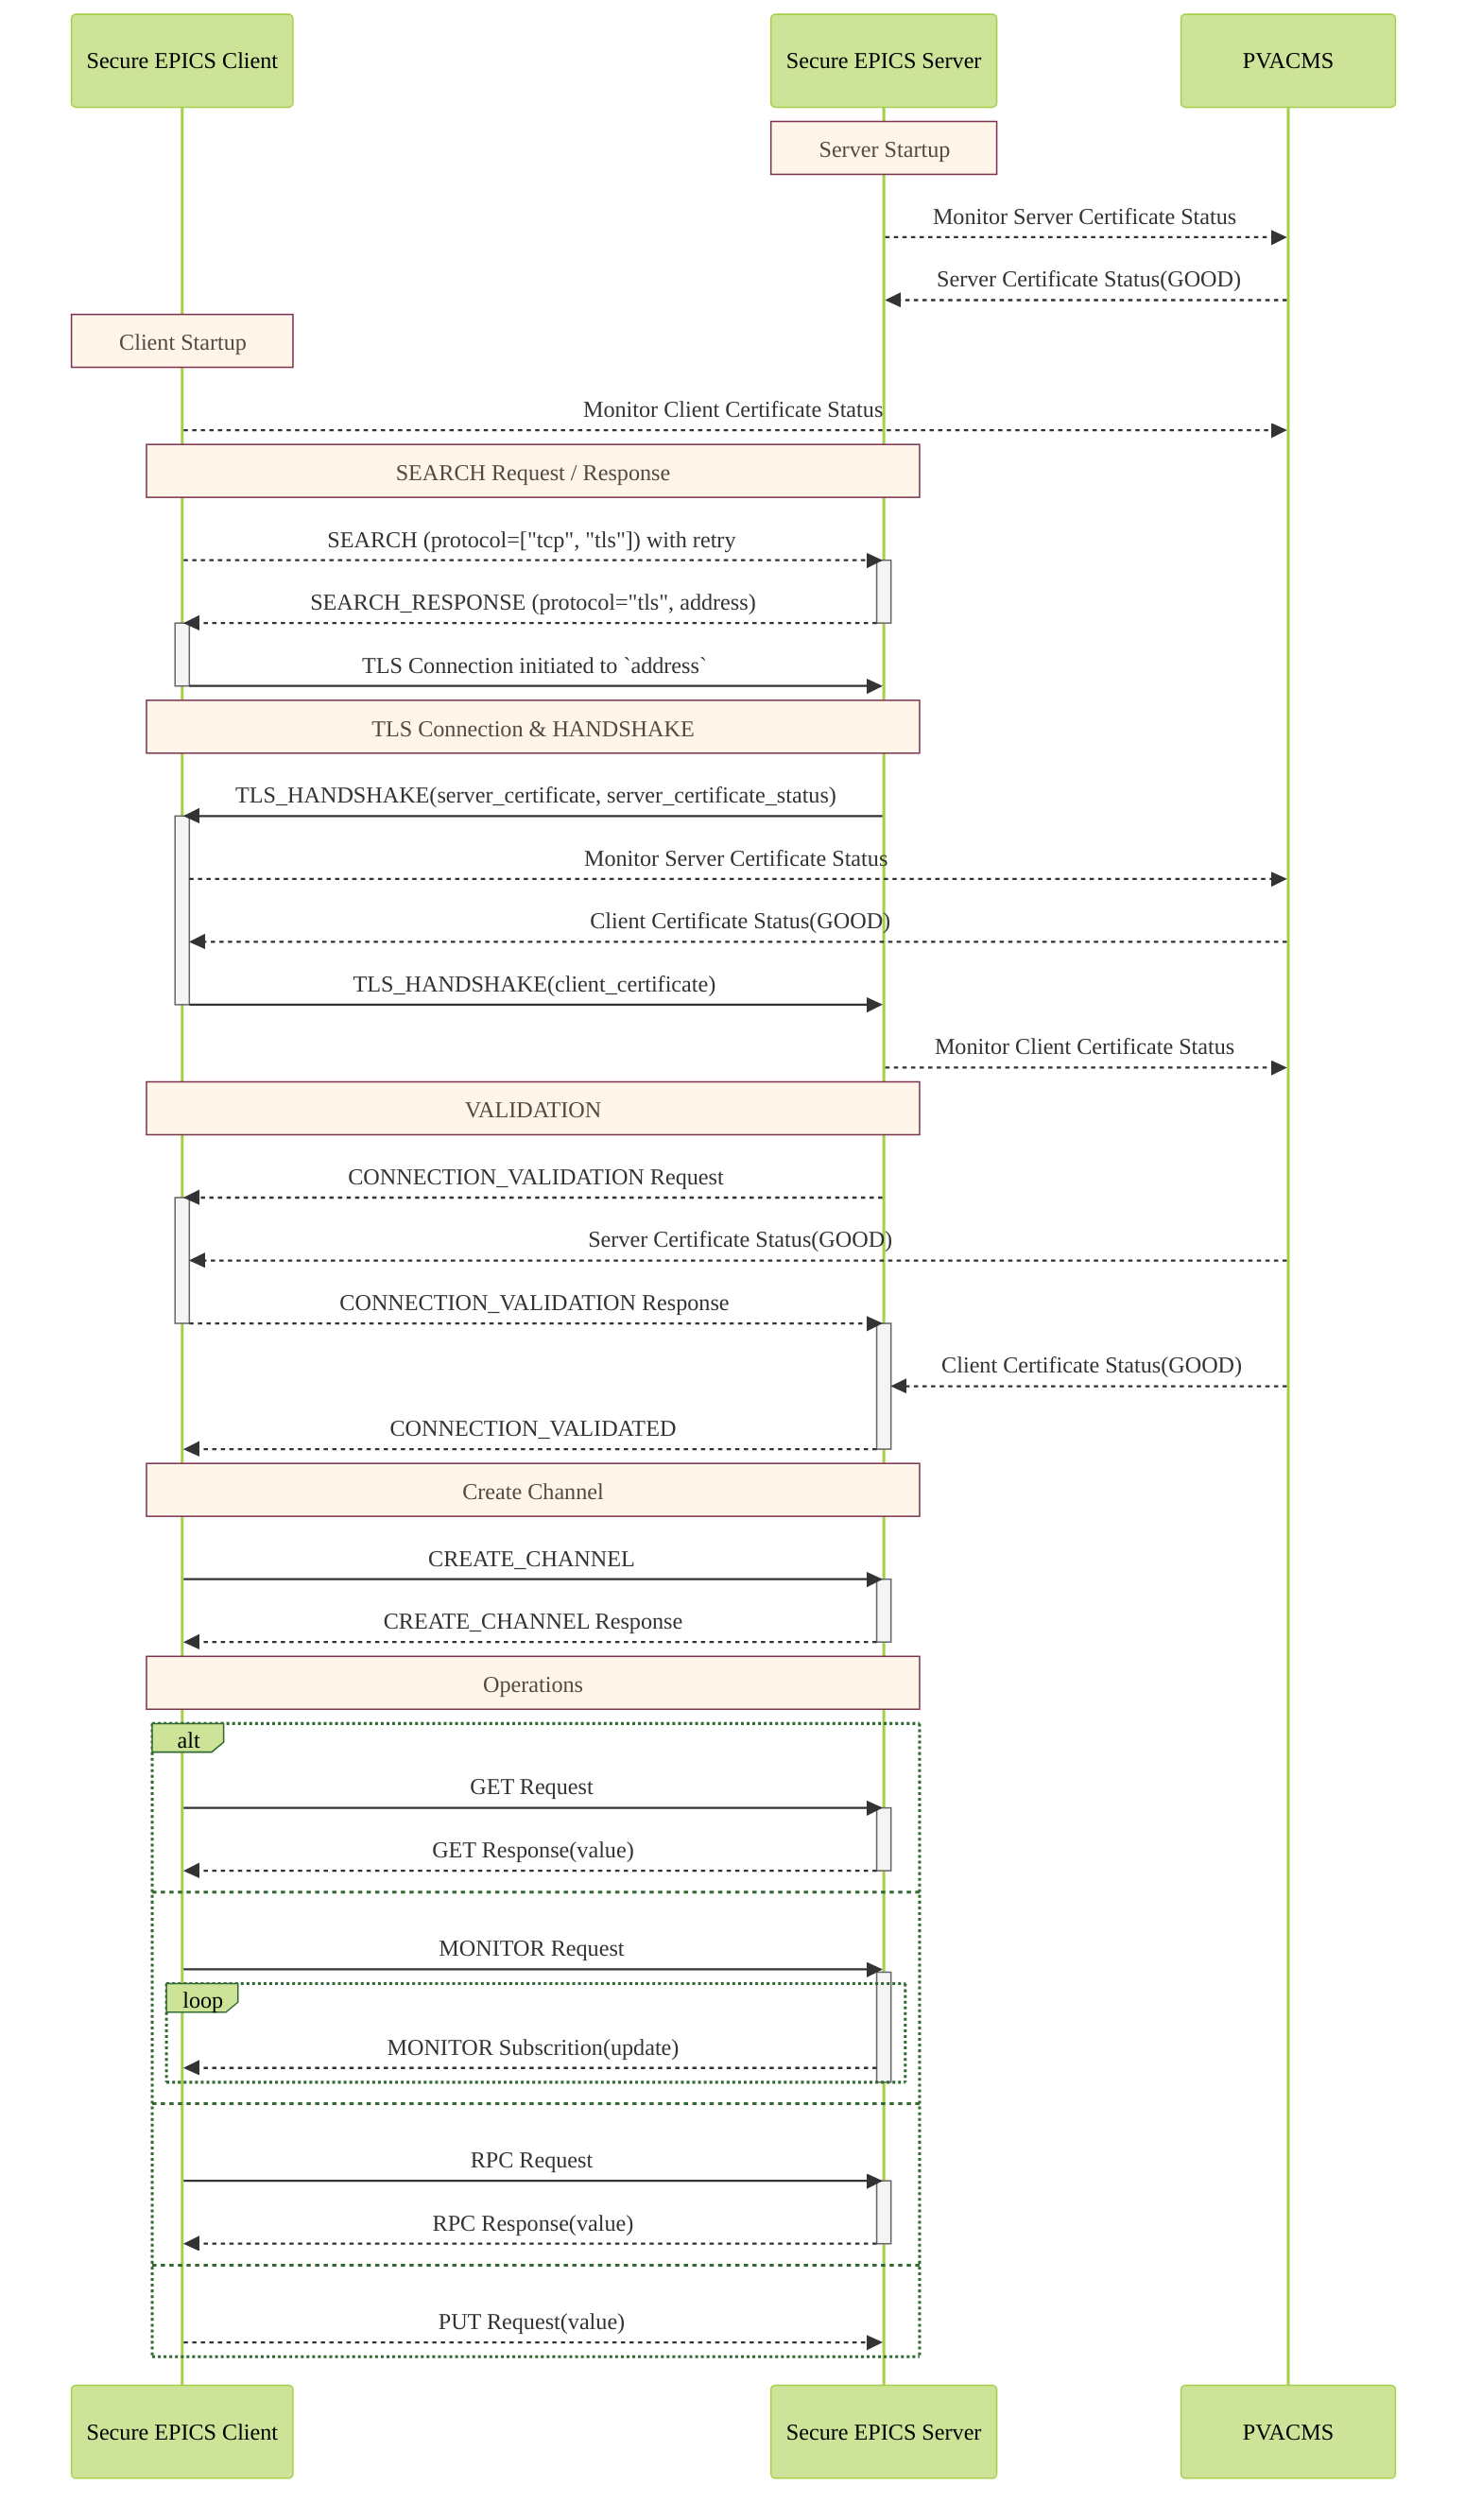 Secure EPICS Client
Secure EPICS Server
PVACMS
Server Startup
Monitor Server Certificate Status
Server Certificate Status(GOOD)
Client Startup
Monitor Client Certificate Status
SEARCH Request / Response
SEARCH (protocol=["tcp", "tls"]) with retry
SEARCH_RESPONSE (protocol="tls", address)
TLS Connection initiated to `address`
TLS Connection & HANDSHAKE
TLS_HANDSHAKE(server_certificate, server_certificate_status)
Monitor Server Certificate Status
Client Certificate Status(GOOD)
TLS_HANDSHAKE(client_certificate)
Monitor Client Certificate Status
VALIDATION
CONNECTION_VALIDATION Request
Server Certificate Status(GOOD)
CONNECTION_VALIDATION Response
Client Certificate Status(GOOD)
CONNECTION_VALIDATED
Create Channel
CREATE_CHANNEL
CREATE_CHANNEL Response
Operations
alt
GET Request
GET Response(value)
MONITOR Request
loop
MONITOR Subscrition(update)
RPC Request
RPC Response(value)
PUT Request(value)
Secure EPICS Client
Secure EPICS Server
PVACMS